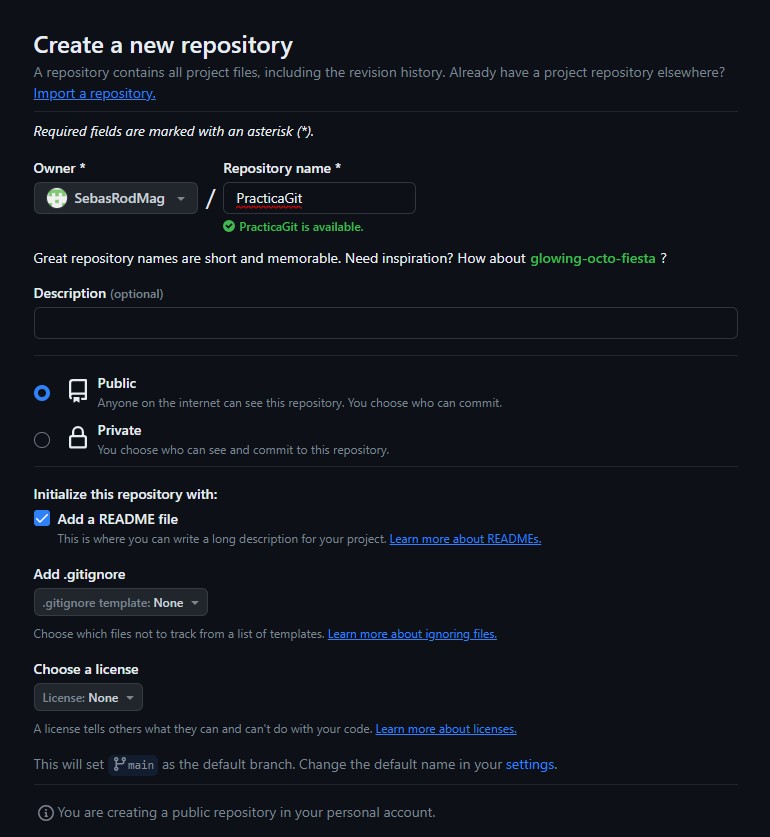 Create a new repository
A repository contains all project files, including the revision history. Already have a project repository elsewhere?
Import a repository.
Required fields are marked with an asterisk (*).
Owner * Repository name *
SebasRodMag / PracticaGit
PracticaGit is available.
Great repository names are short and memorable. Need inspiration? How about glowing-octo-fiesta ?
Description (optional)
Public
Anyone on the internet can see this repository. You choose who can commit.
Private
You choose who can see and commit to this repository.
Initialize this repository with:
Add a README file
This is where you can write a long description for your project. Learn more about READMEs.
Add .gitignore
.gitignore template: None
Choose which files not to track from a list of templates. Learn more about ignoring files.
Choose a license
License: None
A license tells others what they can and can't do with your code. Learn more about licenses.
This will set main as the default branch. Change the default name in your settings.
You are creating a public repository in your personal account.